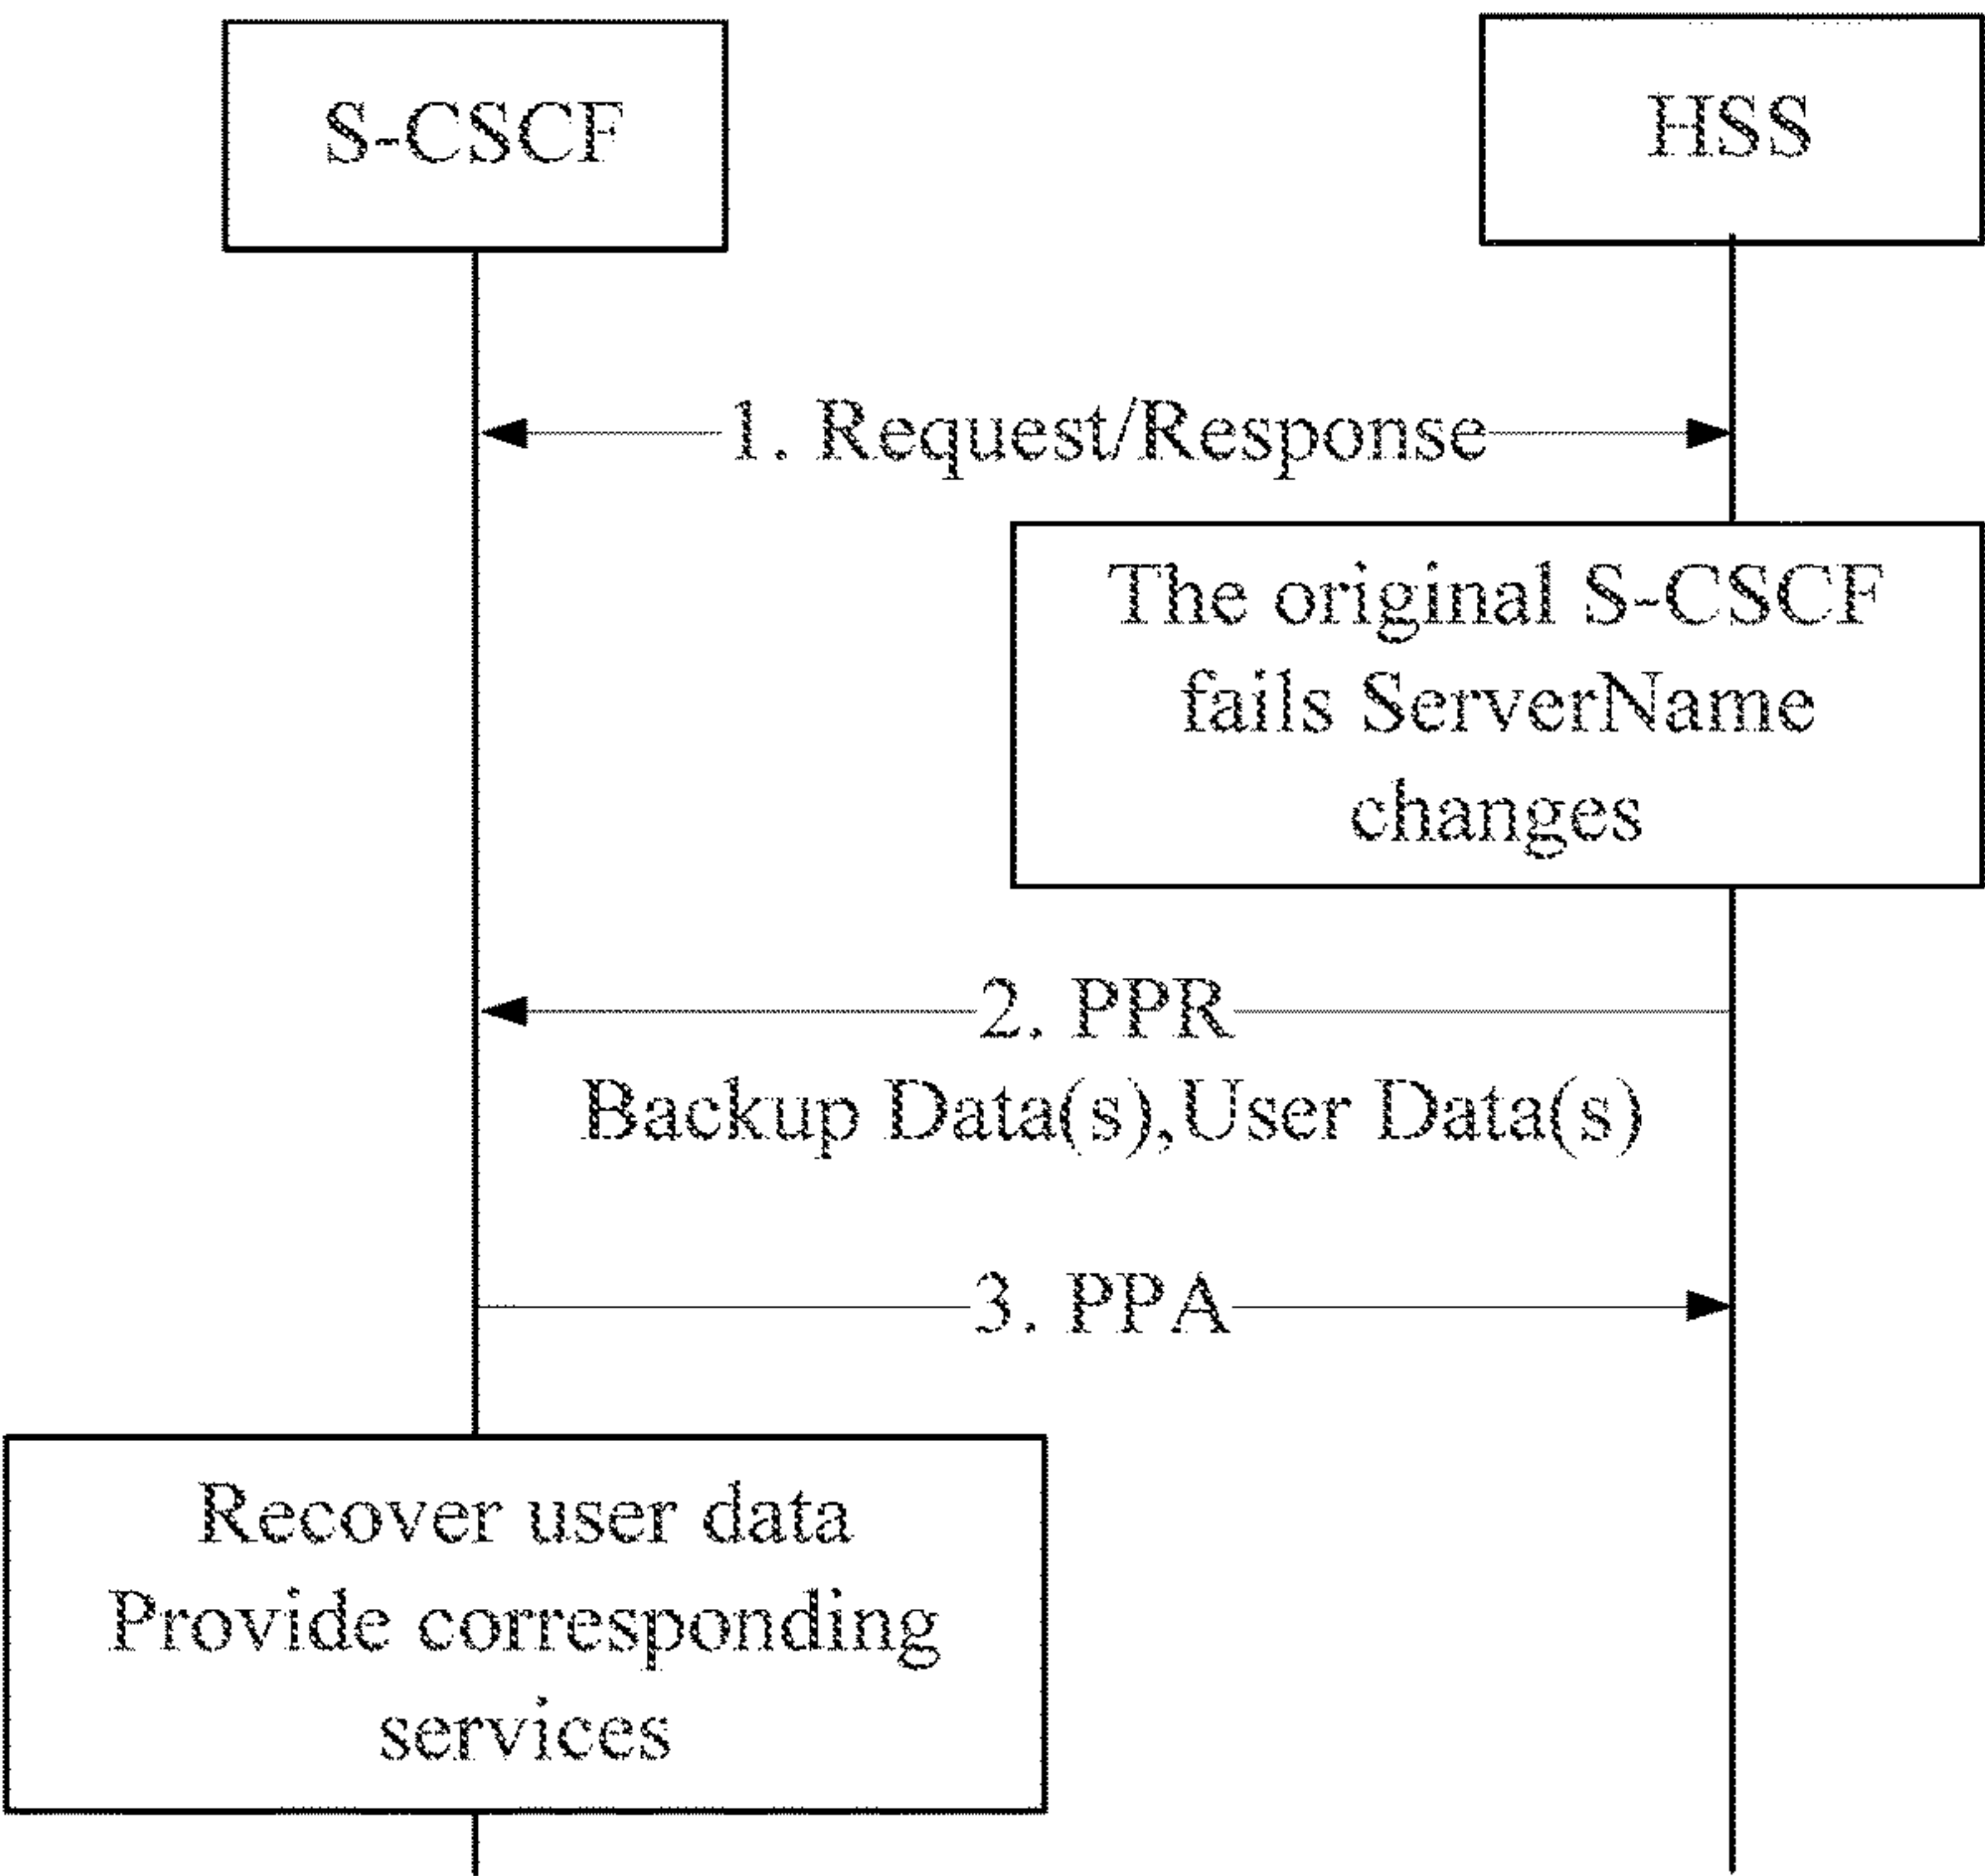 S-CSCF
HSS
1. Request/Response
The original S-CSCF
fails ServerName
changes
2. PPR
Backup Data(s),User Data(s)
3. PPA
Recover user data
Provide corresponding
services